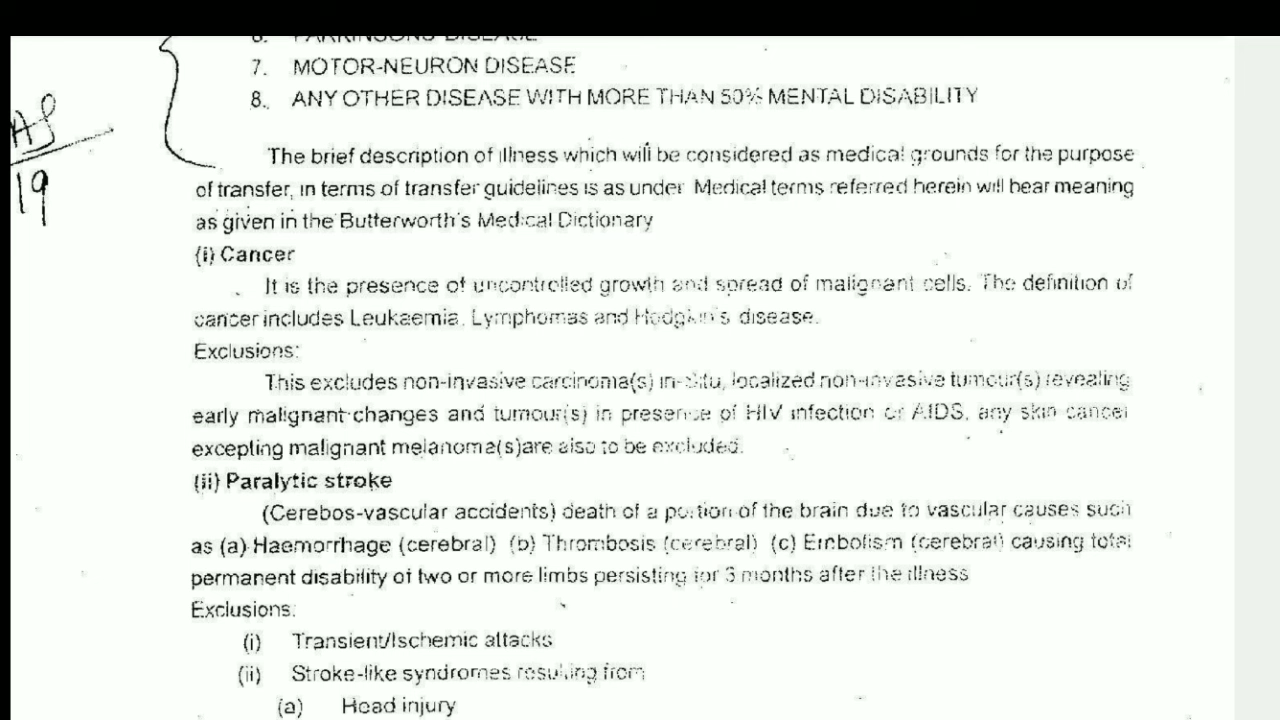 6. PARKINSONS DISEASE
7. MOTOR-NEURON DISEASE
8. ANY OTHER DISEASE WITH MORE THAN 50% MENTAL DISABILITY
19
The brief description of illness which will be considered as medical grounds for the purpose
of transfer, in terms of transfer guidelines is as under Medical terms referred herein will bear meaning
as given in the Butterworth's Medical Dictionary
(i) Cancer
It is the presence of uncontrolled growth and spread of malignant cells. The definition of
cancer includes Leukaemia, Lymphomas and Hodgkin's disease.
Exclusions:
This excludes non-invasive carcinoma(s) in-situ, localized non-invasive tumour(s) revealing
early malignant changes and tumour(s) in presense of HIV infection or AIDS, any skin cancer
excepting malignant melanoma(s)are also to be excluded.
(ii) Paralytic stroke
(Cerebos-vascular accidents) death of a portion of the brain due to vascular causes such
as (a) Haemorrhage (cerebral) (b) Thrombosis (cerebral) (c) Embolism (cerebral) causing total
permanent disability of two or more limbs persisting for 3 months after the illness
Exclusions:
(i) Transient/Ischemic attacks
(ii) Stroke-like syndromes resulting from
(a) Head injury